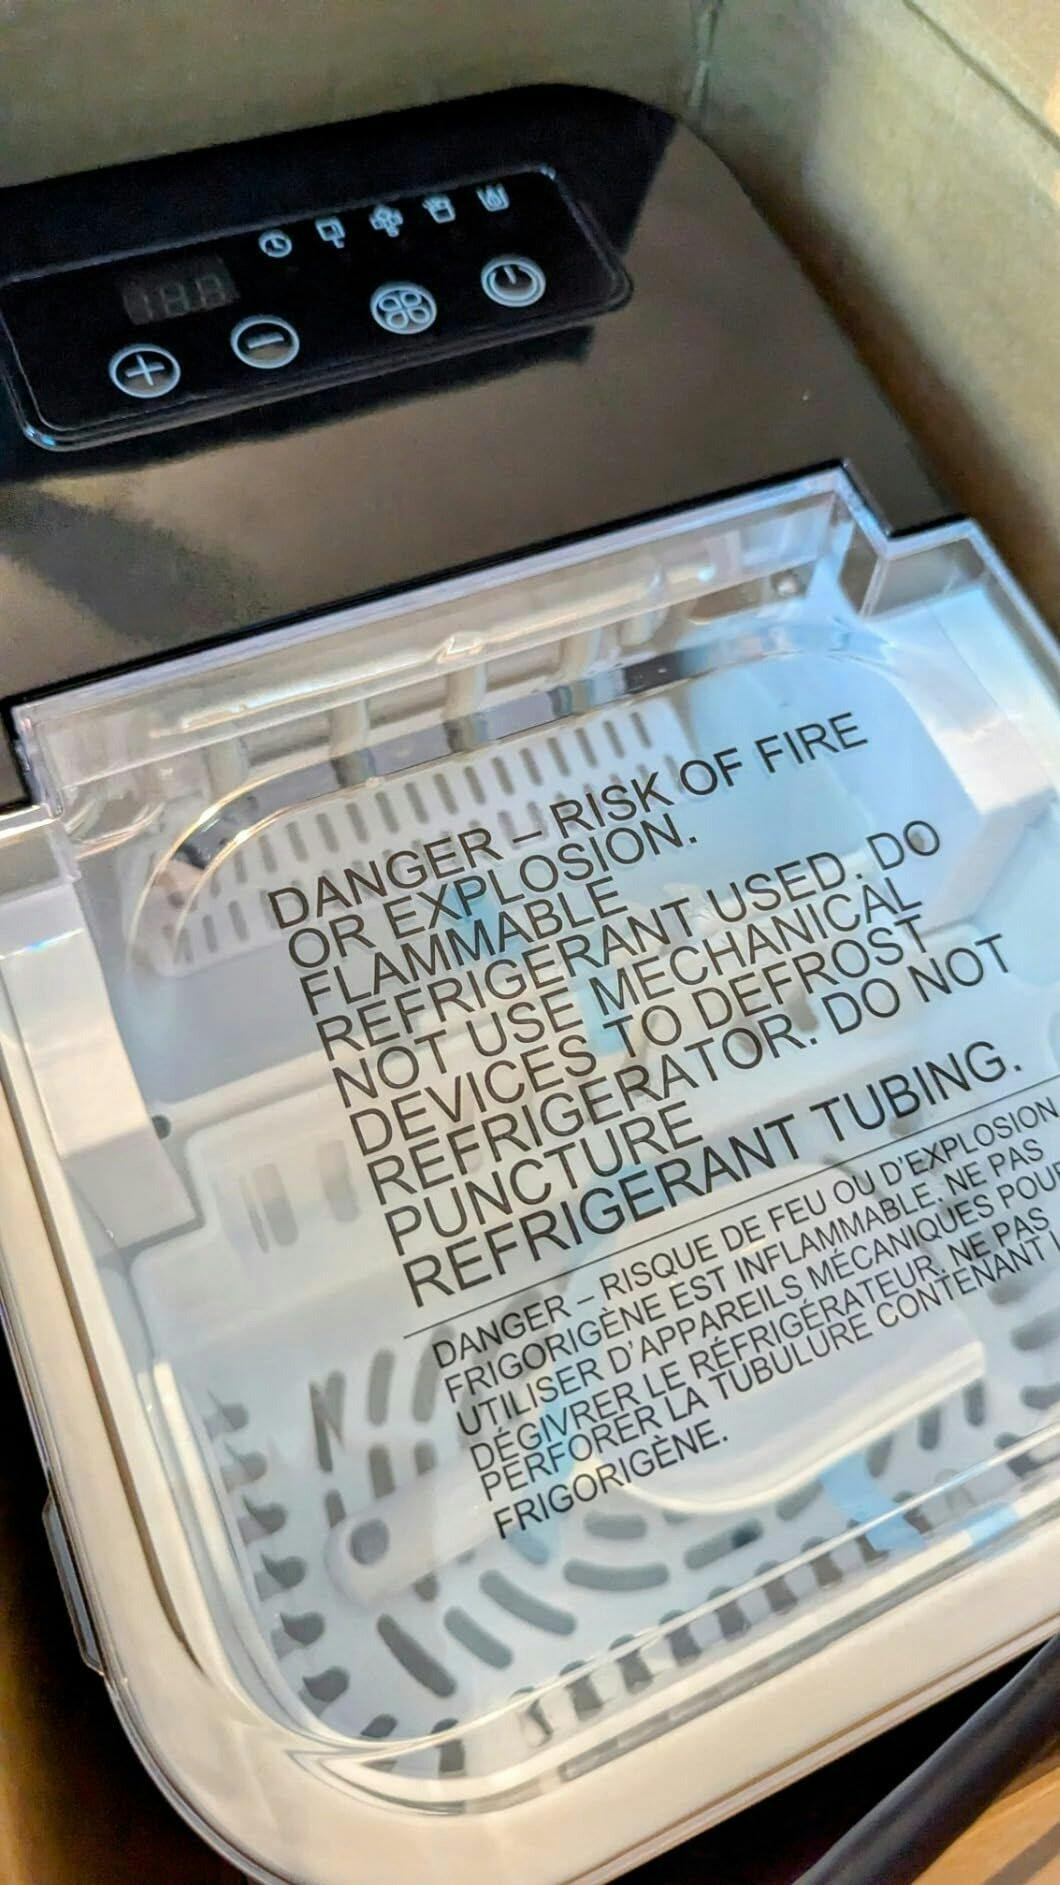 DANGER – RISK OF FIRE
OR EXPLOSION.
FLAMMABLE
REFRIGERANT USED. DO
NOT USE MECHANICAL
DEVICES TO DEFROST
REFRIGERATOR. DO NOT
PUNCTURE
REFRIGERANT TUBING.
DANGER – RISQUE DE FEU OU D'EXPLOSION
FRIGORIGÈNE EST INFLAMMABLE. NE PAS
UTILISER D'APPAREILS MÉCANIQUES POUR
DÉGIVRER LE RÉFRIGÉRATEUR. NE PAS
PERFORER LA TUBULURE CONTENANT
FRIGORIGÈNE.